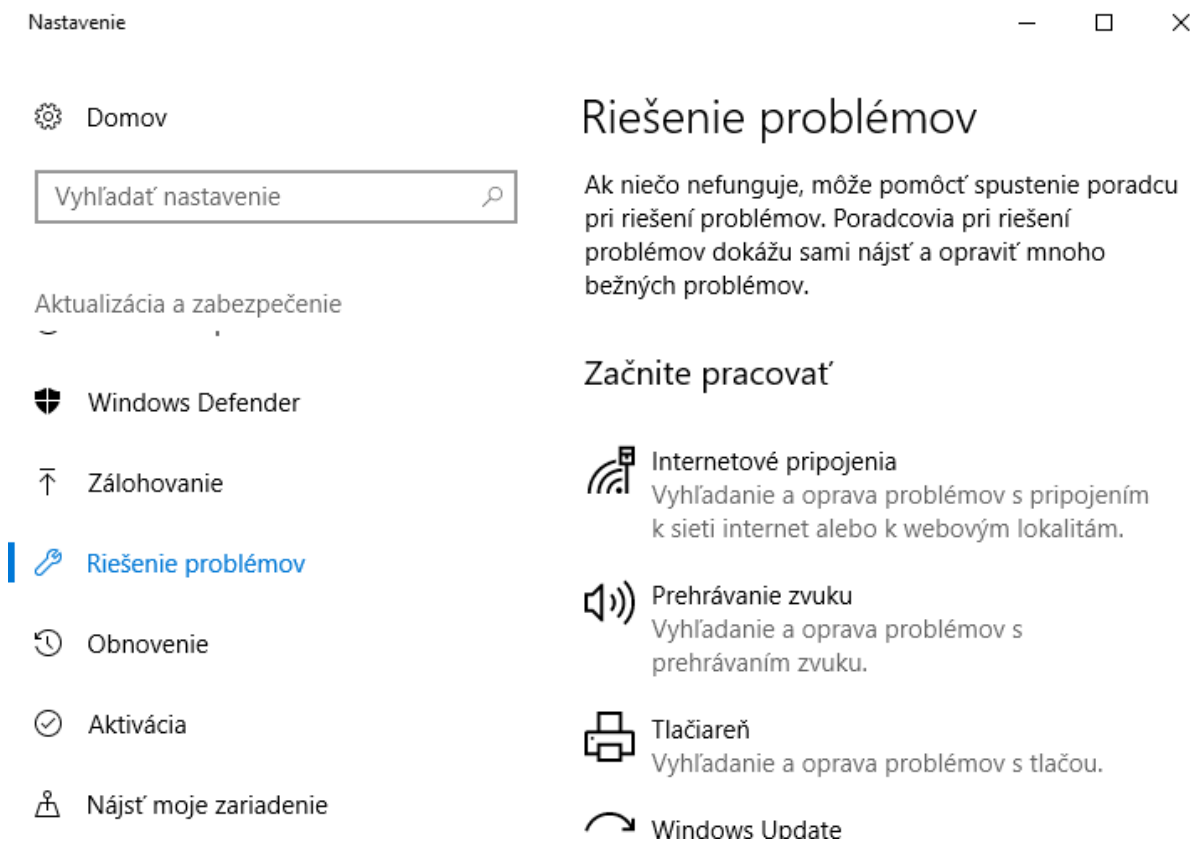 Nastavenie
Domov
Vyhľadať nastavenie
Aktualizácia a zabezpečenie
Windows Defender
Zálohovanie
Riešenie problémov
Obnovenie
Aktivácia
Nájsť moje zariadenie
Riešenie problémov
Ak niečo nefunguje, môže pomôcť spustenie poradcu
pri riešení problémov. Poradcovia pri riešení
problémov dokážu sami nájsť a opraviť mnoho
bežných problémov.
Začnite pracovať
Internetové pripojenia
Vyhľadanie a oprava problémov s pripojením
k sieti internet alebo k webovým lokalitám.
Prehrávanie zvuku
Vyhľadanie a oprava problémov s
prehrávaním zvuku.
Tlačiareň
Vyhľadanie a oprava problémov s tlačou.
Windows Update